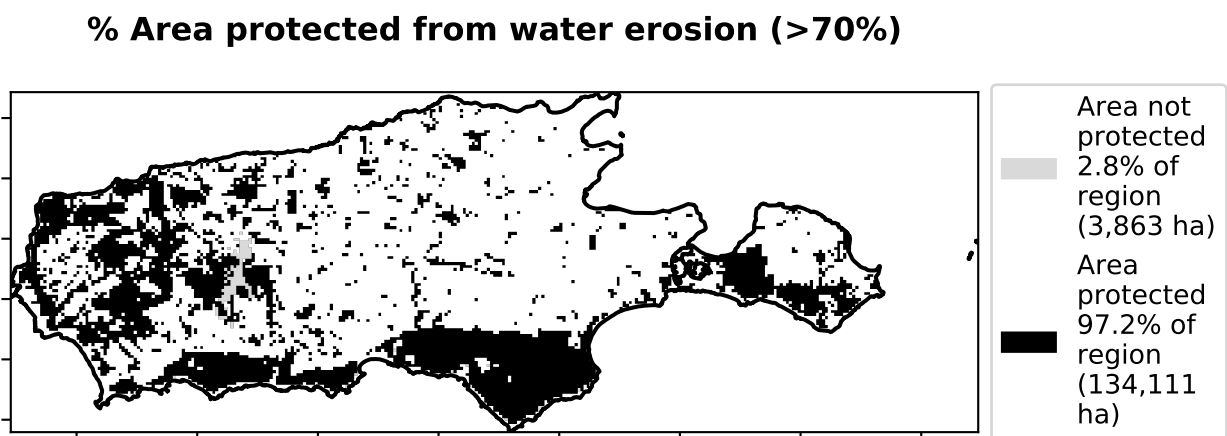 % Area protected from water erosion (>70%)
Area not
protected
2.8% of
region
(3,863 ha)
Area
protected
97.2% of
region
(134,111
ha)